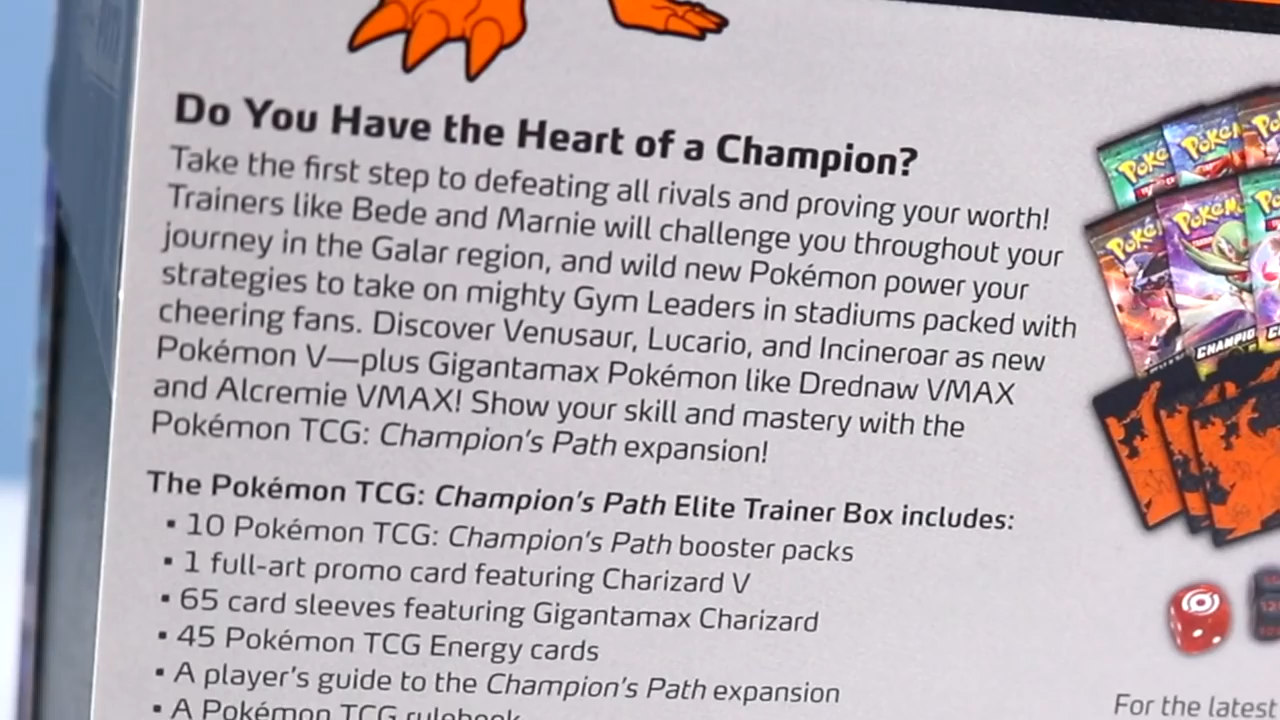 Do You Have the Heart of a Champion?
Take the first step to defeating all rivals and proving your worth!
Trainers like Bede and Marnie will challenge you throughout your
journey in the Galar region, and wild new Pokémon power your
strategies to take on mighty Gym Leaders in stadiums packed with
cheering fans. Discover Venusaur, Lucario, and Incineroar as new
Pokémon V—plus Gigantamax Pokémon like Drednaw VMAX
and Alcremie VMAX! Show your skill and mastery with the
Pokémon TCG: Champion's Path expansion!
The Pokémon TCG: Champion's Path Elite Trainer Box includes:
▪ 10 Pokémon TCG: Champion's Path booster packs
▪ 1 full-art promo card featuring Charizard V
▪ 65 card sleeves featuring Gigantamax Charizard
▪ 45 Pokémon TCG Energy cards
▪ A player's guide to the Champion's Path expansion
▪ A Pokémon TCG rulebook
For the latest